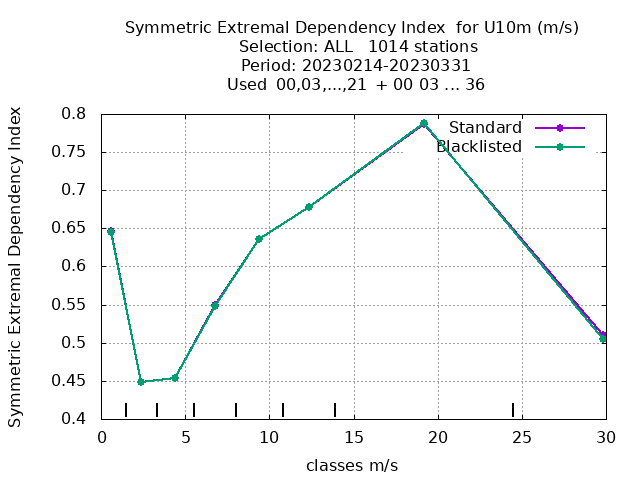 Symmetric Extremal Dependency Index  for U10m (m/s)
Selection: ALL   1014 stations
Period: 20230214-20230331
Used  00,03,...,21  + 00 03 ... 36
Symmetric Extremal Dependency Index
0.8
0.75
0.7
0.65
0.6
0.55
0.5
0.45
0.4
Standard
Blacklisted
0 5 10 15 20 25 30
classes m/s